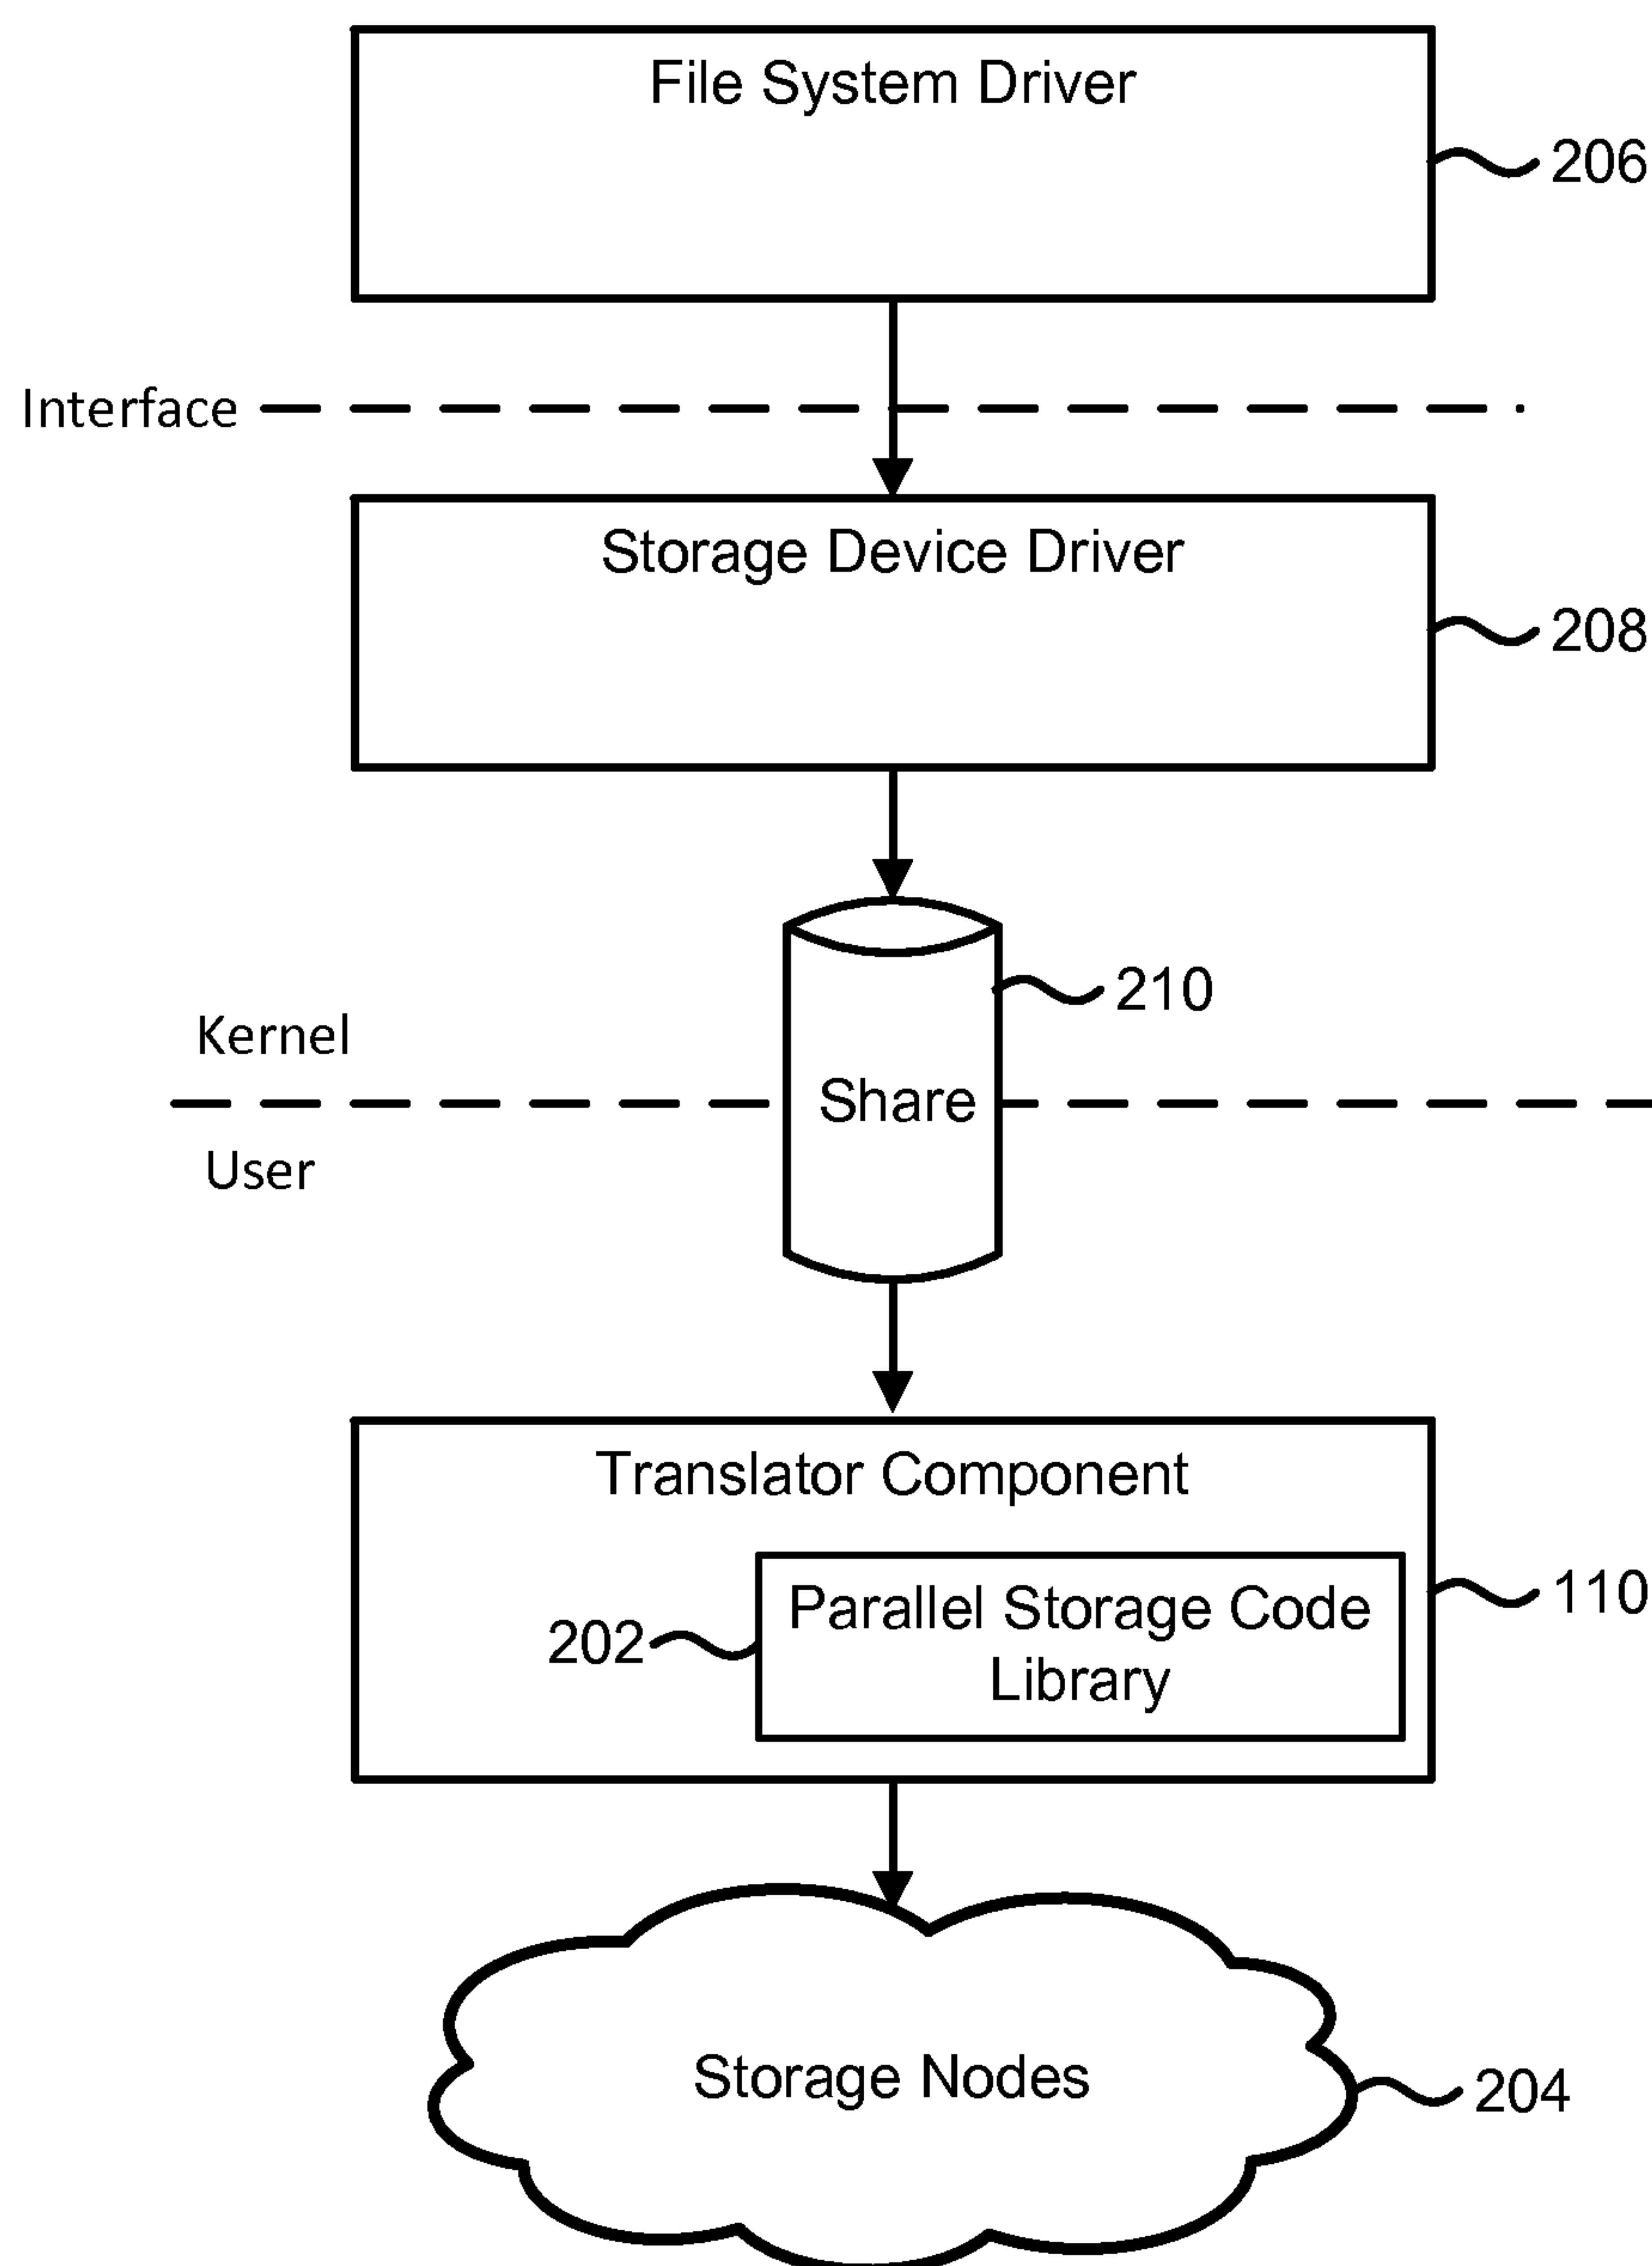 File System Driver
206
Interface
Storage Device Driver
208
210
Kernel
Share
User
Translator Component
Parallel Storage Code
Library
202
110
Storage Nodes
204